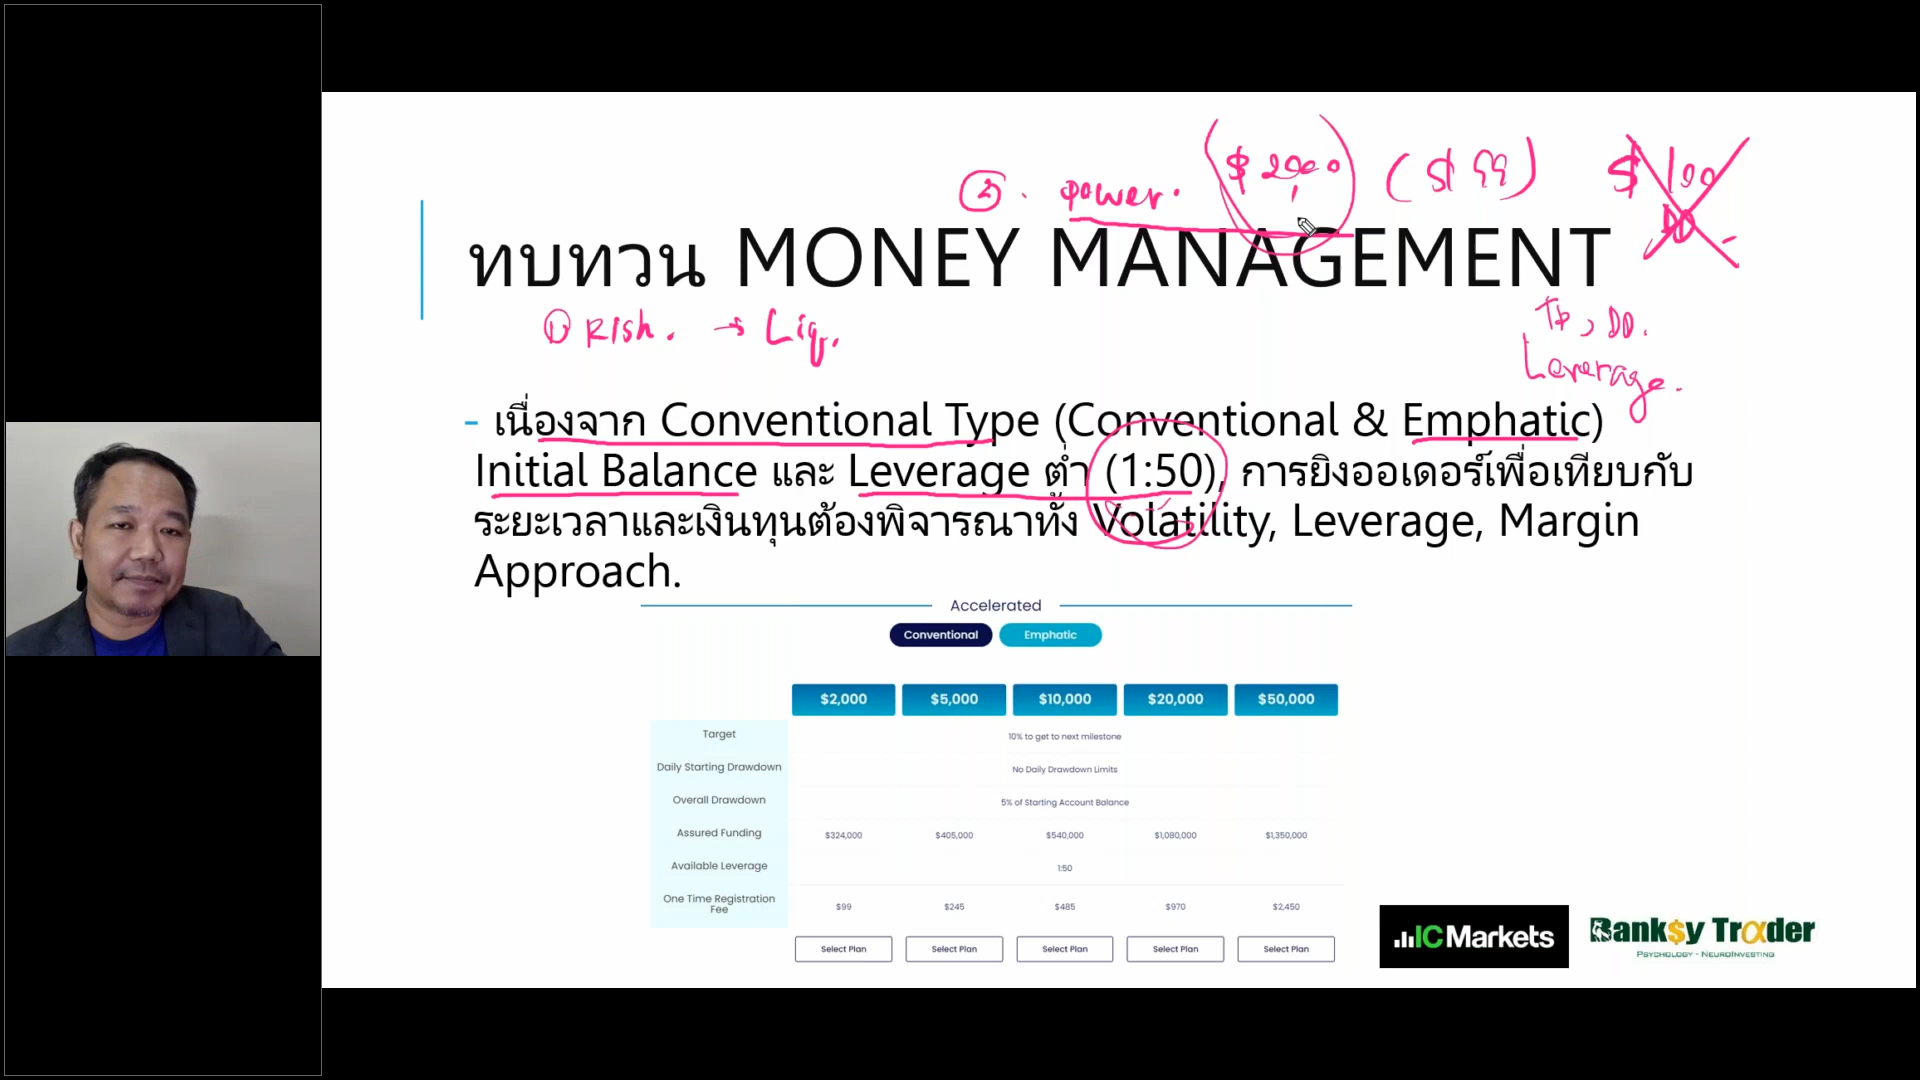 ②. power. ($ 2000) ($ 99) $ 100
DD
ทบทวน MONEY MANAGEMENT
① Risk. → Liq.
TP, DD.
Leverage.
- เนื่องจาก Conventional Type (Conventional & Emphatic)
Initial Balance และ Leverage ต่ำ (1:50), การยิงออเดอร์เพื่อเทียบกับ
ระยะเวลาและเงินทุนต้องพิจารณาทั้ง Volatility, Leverage, Margin
Approach.
Accelerated
Conventional Emphatic
$2,000 $5,000 $10,000 $20,000 $50,000
Target 10% to get to next milestone
Daily Starting Drawdown No Daily Drawdown Limits
Overall Drawdown 5% of Starting Account Balance
Assured Funding $324,000 $405,000 $540,000 $1,080,000 $1,350,000
Available Leverage 1:50
One Time Registration
Fee $99 $245 $485 $970 $2,450
Select Plan Select Plan Select Plan Select Plan Select Plan
IC Markets
Banksy Trader
PSYCHOLOGY - NEUROINVESTING